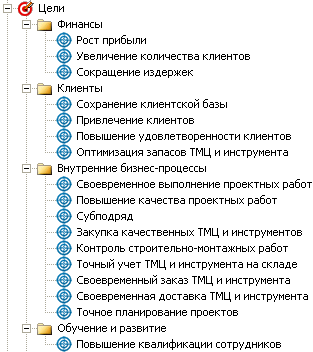 Цели
Финансы
Рост прибыли
Увеличение количества клиентов
Сокращение издержек
Клиенты
Сохранение клиентской базы
Привлечение клиентов
Повышение удовлетворенности клиентов
Оптимизация запасов ТМЦ и инструмента
Внутренние бизнес-процессы
Своевременное выполнение проектных работ
Повышение качества проектных работ
Субподряд
Закупка качественных ТМЦ и инструментов
Контроль строительно-монтажных работ
Точный учет ТМЦ и инструмента на складе
Своевременный заказ ТМЦ и инструмента
Своевременная доставка ТМЦ и инструмента
Точное планирование проектов
Обучение и развитие
Повышение квалификации сотрудников